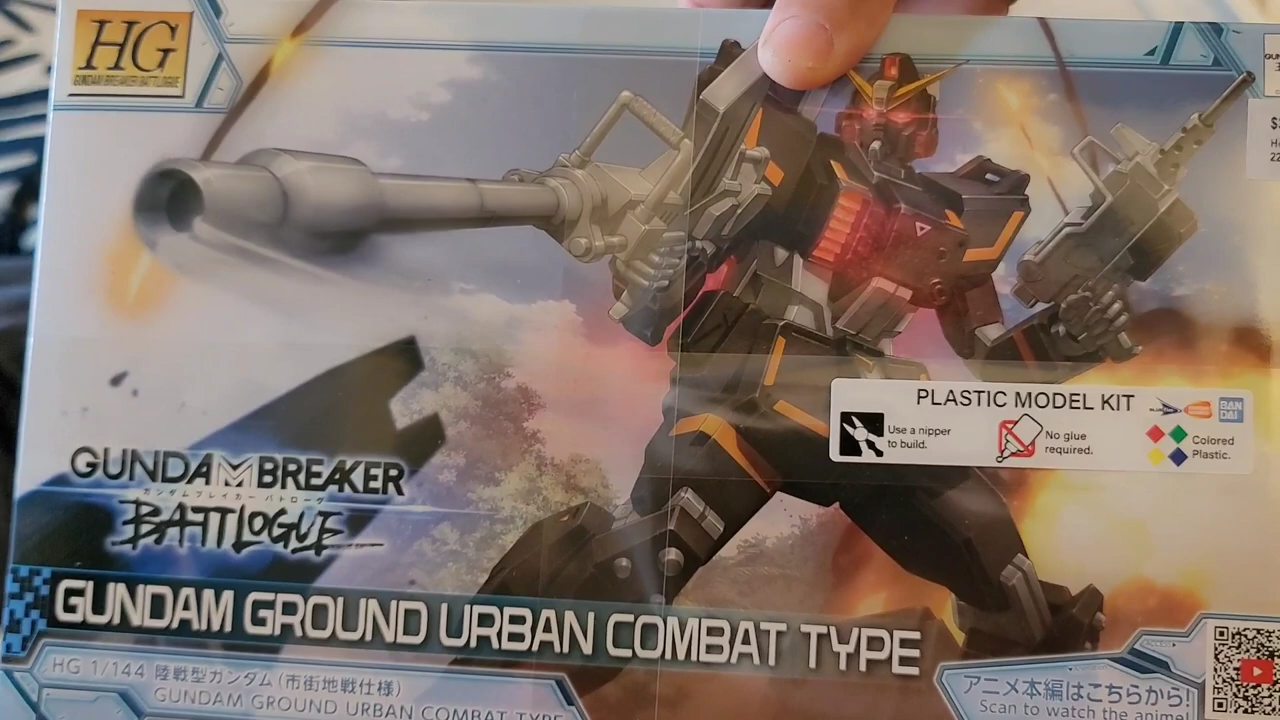 HG
GUNDAM BREAKER BATTLOGUE
PLASTIC MODEL KIT
BAN
DAI
Use a nipper
to build.
No glue
required.
Colored
Plastic.
GUNDAM BREAKER
ガンダムブレイカー バトローグ
BATTLOGUE
GUNDAM GROUND URBAN COMBAT TYPE
HG 1/144 陸戦型ガンダム(市街地戦仕様)
GUNDAM GROUND URBAN COMBAT TYPE
アニメ本編はこちらから!
Scan to watch the anime